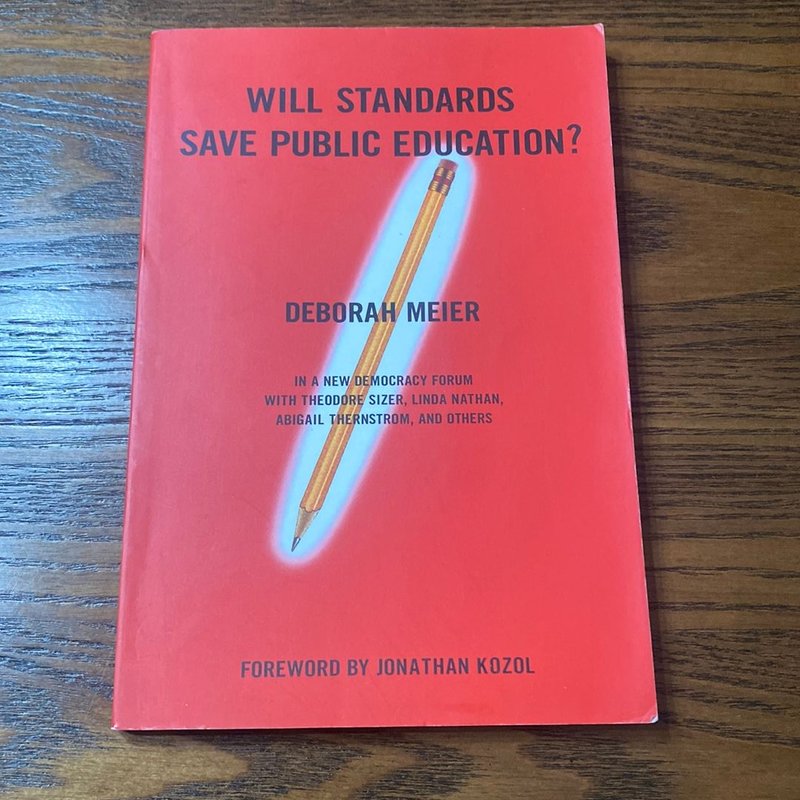 WILL STANDARDS
SAVE PUBLIC EDUCATION?
DEBORAH MEIER
IN A NEW DEMOCRACY FORUM
WITH THEODORE SIZER, LINDA NATHAN,
ABIGAIL THERNSTROM, AND OTHERS
FOREWORD BY JONATHAN KOZOL